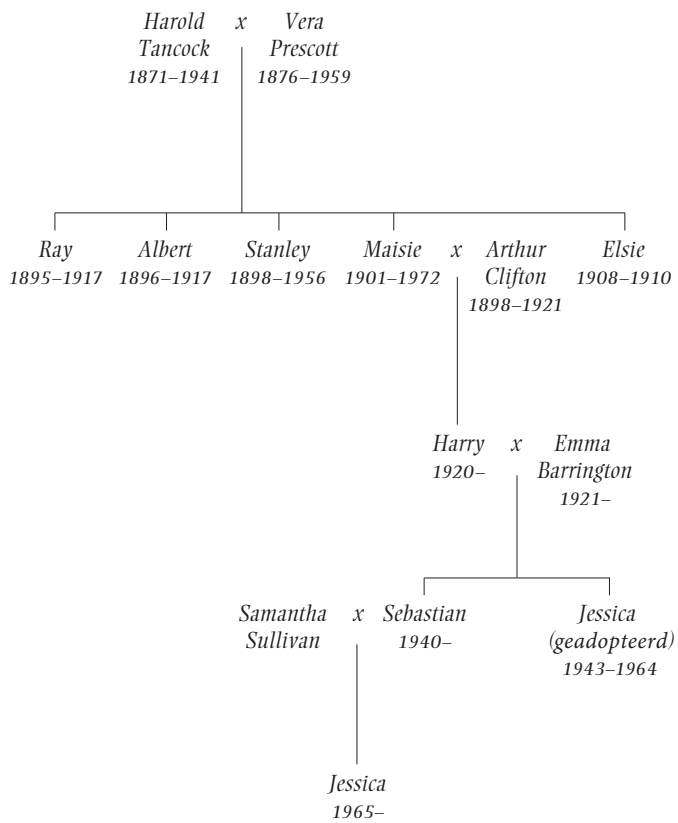 Harold x Vera
Tancock Prescott
1871–1941 1876–1959
Ray Albert Stanley Maisie x Arthur Elsie
1895–1917 1896–1917 1898–1956 1901–1972 Clifton 1908–1910
1898–1921
Harry x Emma
1920– Barrington
1921–
Samantha x Sebastian Jessica
Sullivan 1940– (geadopteerd)
1943–1964
Jessica
1965–